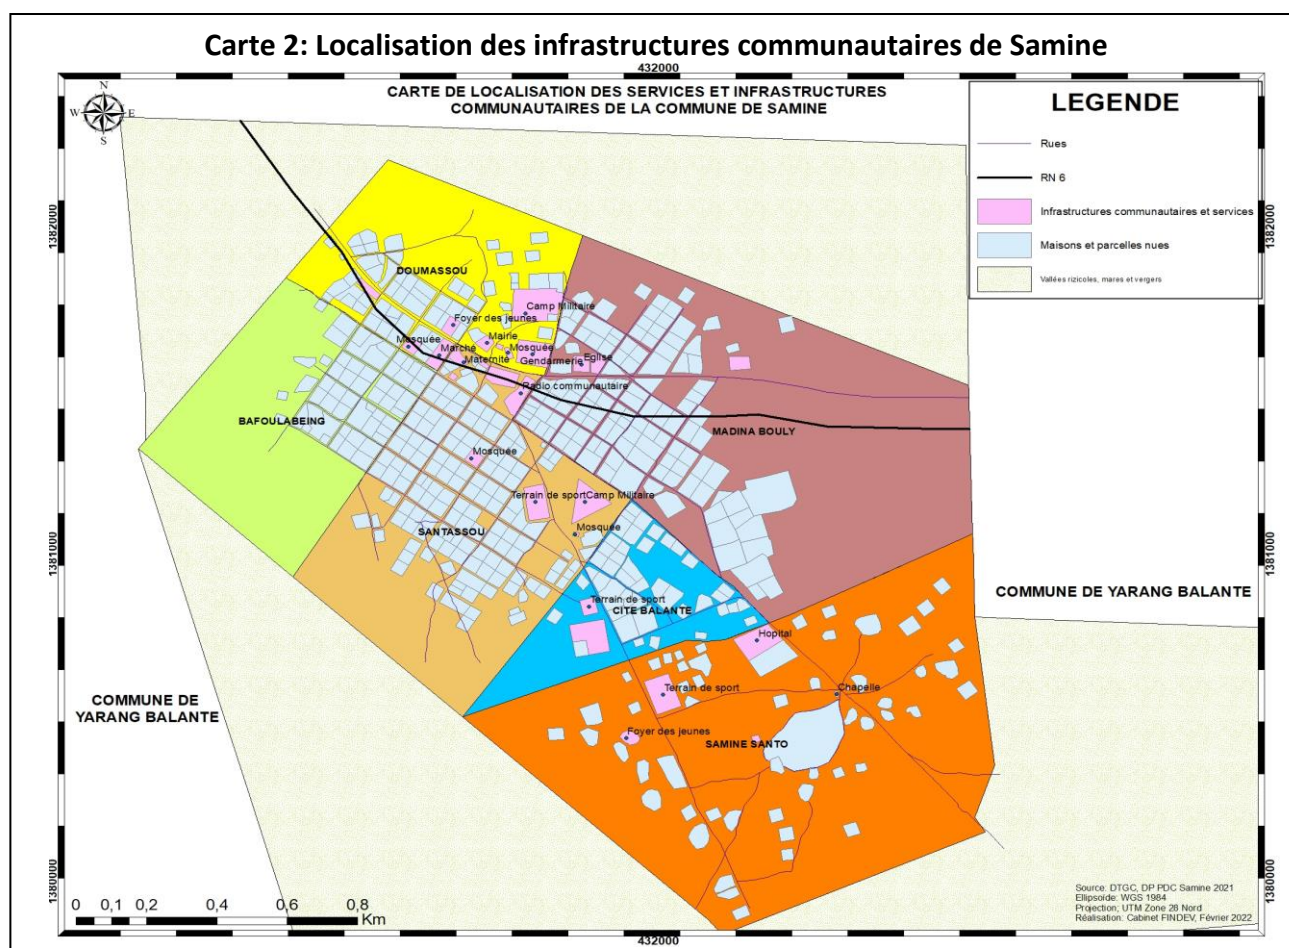 Carte 2: Localisation des infrastructures communautaires de Samine
432000
CARTE DE LOCALISATION DES SERVICES ET INFRASTRUCTURES
COMMUNAUTAIRES DE LA COMMUNE DE SAMINE
N
W E
S
LEGENDE
Rues
RN 6
Infrastructures communautaires et services
Maisons et parcelles nues
Vallées rizicoles, mares et vergers
1382000
1382000
DOUMASSOU
Camp Militaire
Foyer des jeunes
Mairie
Mosquée
Marché
Mosquée
Maternité
Gendarmerie
Eglise
Radio communautaire
BAFOULABEING
MADINA BOULY
Mosquée
Terrain de sport
Camp Militaire
SANTASSOU
Mosquée
1381000
1381000
COMMUNE DE YARANG BALANTE
Terrain de sport
CITE BALANTE
Hopital
COMMUNE DE
YARANG BALANTE
Terrain de sport
Chapelle
Foyer des jeunes
SAMINE SANTO
1380000
1380000
0 0,1 0,2 0,4 0,6 0,8
Km
Source: DTGC, DP PDC Samine 2021
Ellipsoide: WGS 1984
Projection; UTM Zone 28 Nord
Réalisation: Cabinet FINDEV, Février 2022
432000